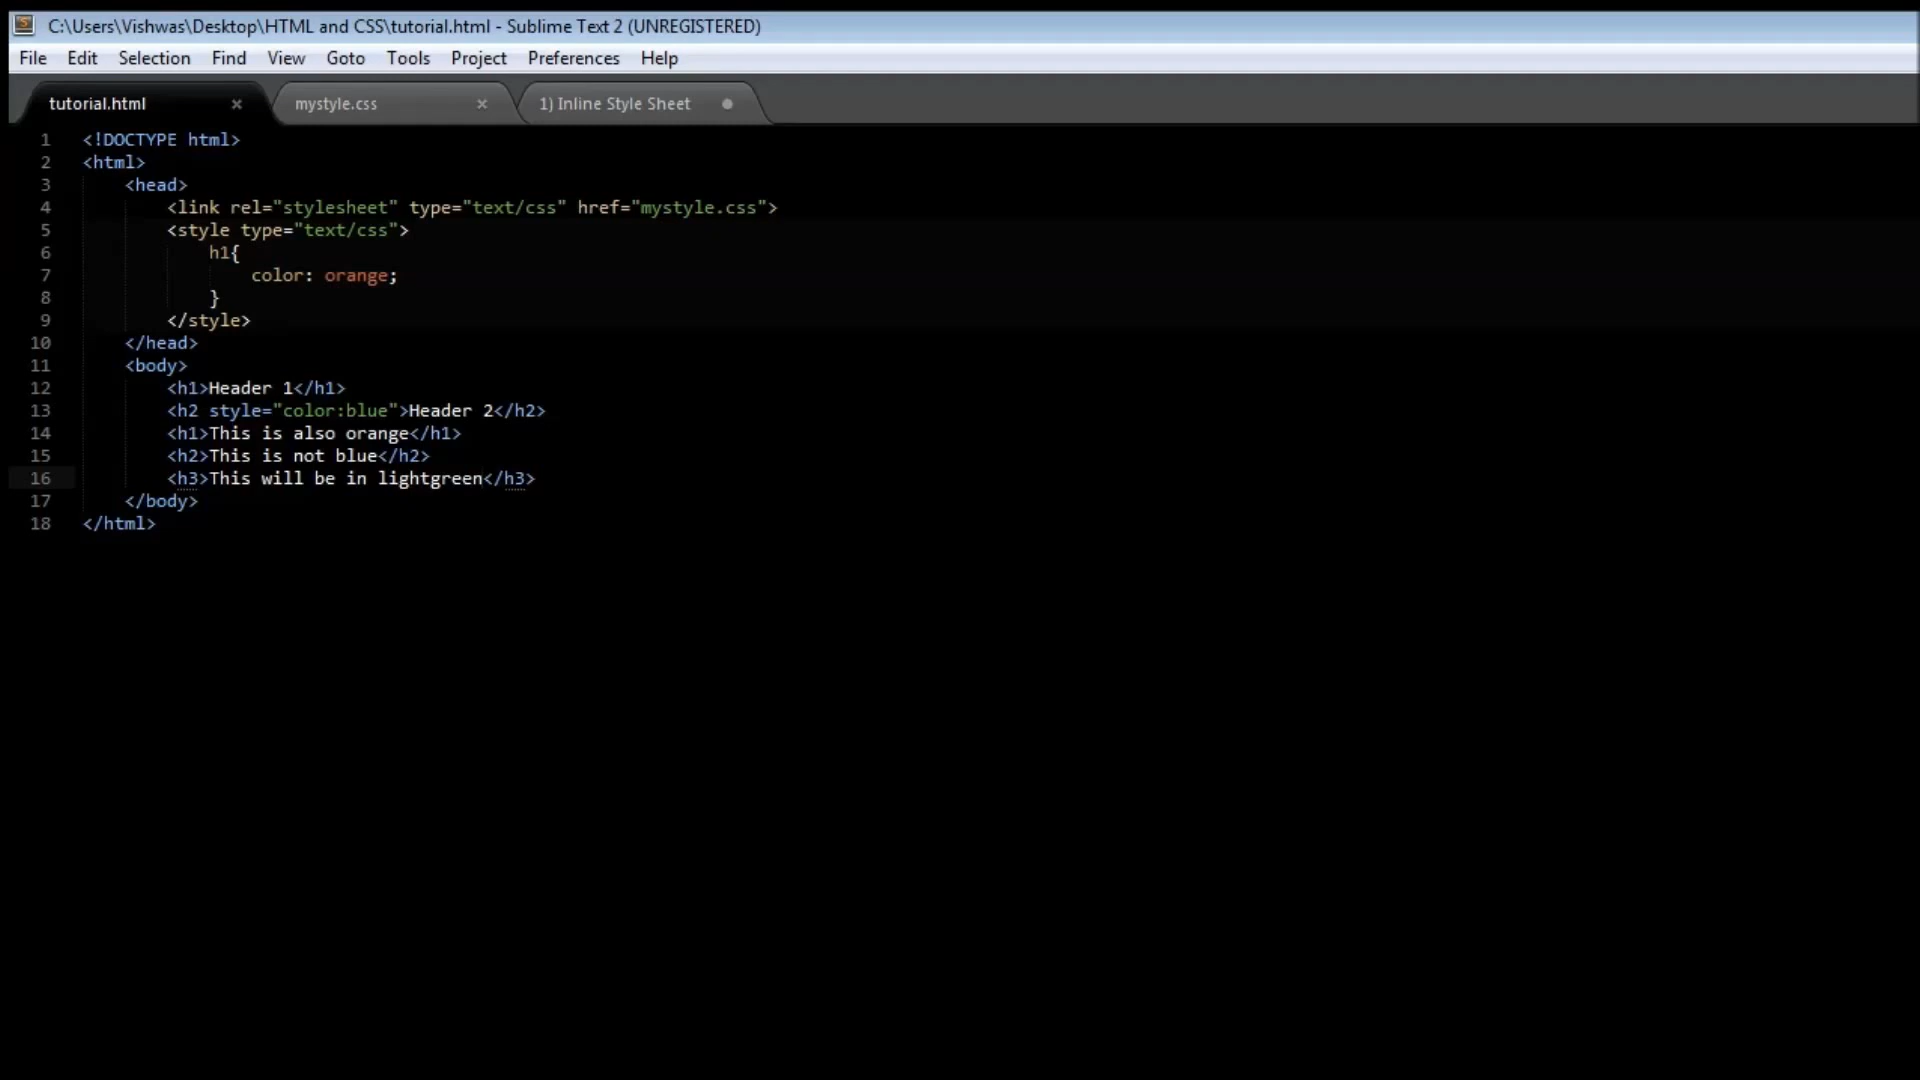 C:\Users\Vishwas\Desktop\HTML and CSS\tutorial.html - Sublime Text 2 (UNREGISTERED)
File Edit Selection Find View Goto Tools Project Preferences Help
tutorial.html × mystyle.css × 1) Inline Style Sheet
1 <!DOCTYPE html>
2 <html>
3 <head>
4 <link rel="stylesheet" type="text/css" href="mystyle.css">
5 <style type="text/css">
6 h1{
7 color: orange;
8 }
9 </style>
10 </head>
11 <body>
12 <h1>Header 1</h1>
13 <h2 style="color:blue">Header 2</h2>
14 <h1>This is also orange</h1>
15 <h2>This is not blue</h2>
16 <h3>This will be in lightgreen</h3>
17 </body>
18 </html>